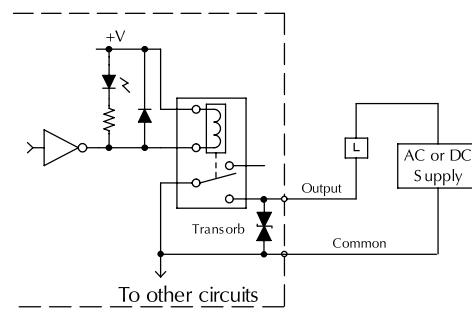 +V
L
AC or DC
Supply
Output
Transorb
Common
To other circuits